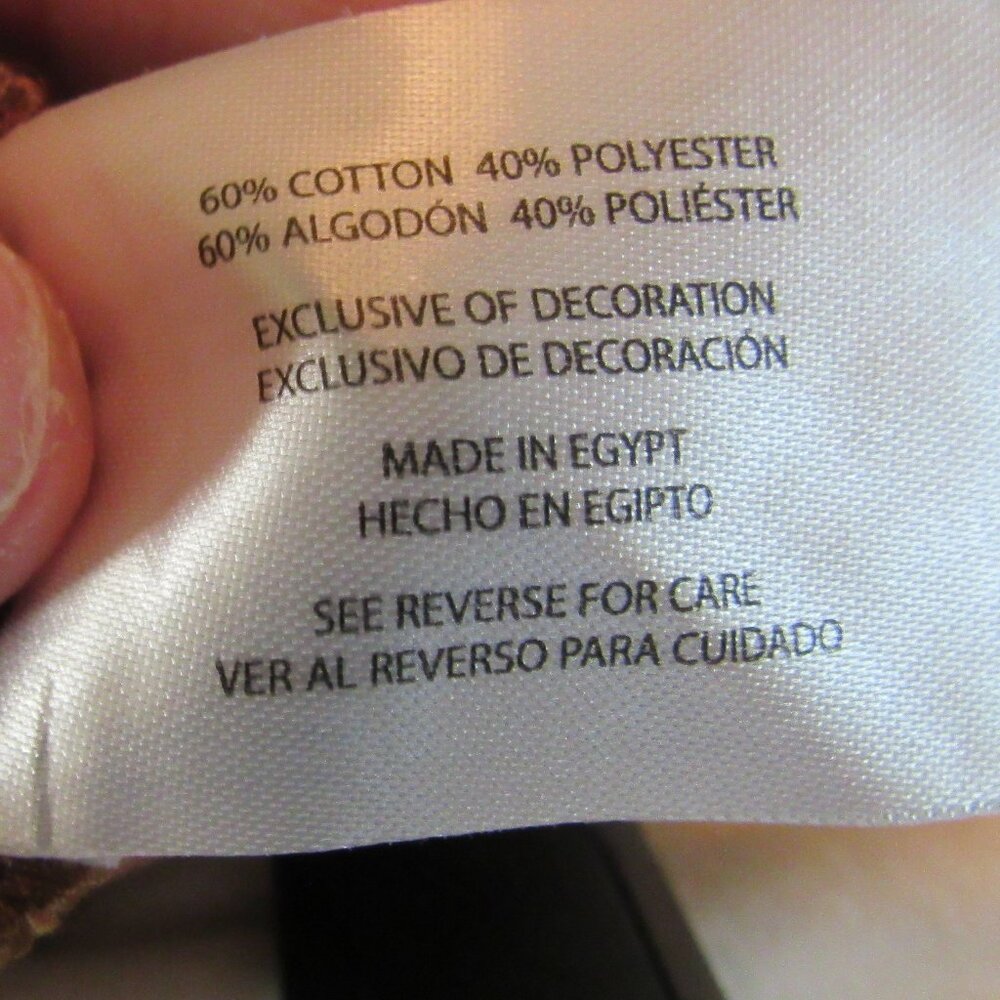 60% COTTON 40% POLYESTER
60% ALGODÓN 40% POLIÉSTER
EXCLUSIVE OF DECORATION
EXCLUSIVO DE DECORACIÓN
MADE IN EGYPT
HECHO EN EGIPTO
SEE REVERSE FOR CARE
VER AL REVERSO PARA CUIDADO